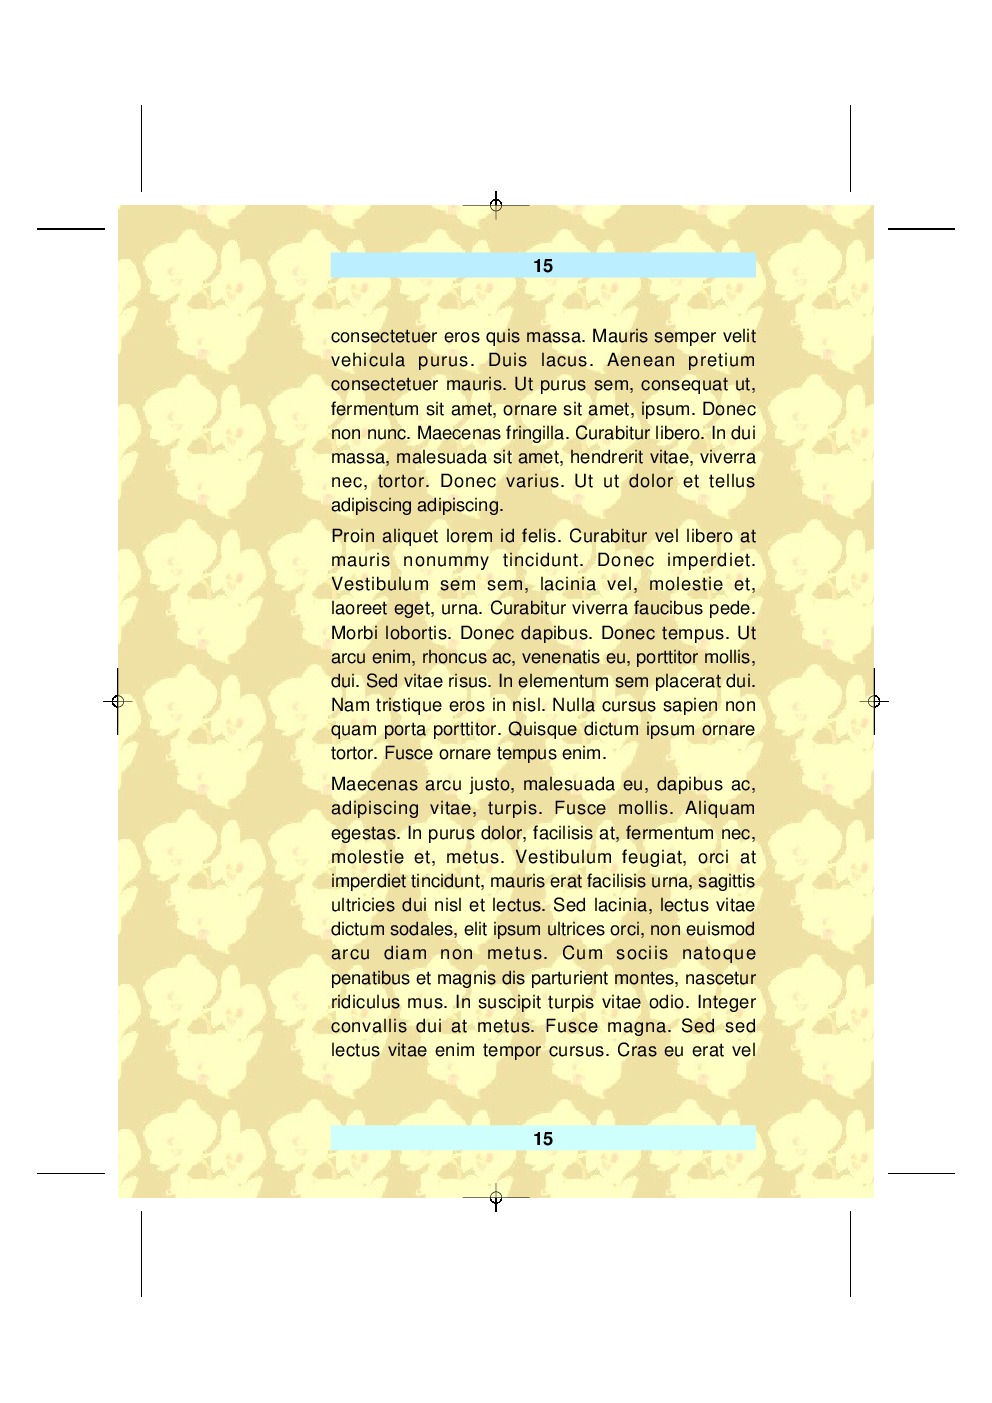 15
consectetuer eros quis massa. Mauris semper velit
vehicula purus. Duis lacus. Aenean pretium
consectetuer mauris. Ut purus sem, consequat ut,
fermentum sit amet, ornare sit amet, ipsum. Donec
non nunc. Maecenas fringilla. Curabitur libero. In dui
massa, malesuada sit amet, hendrerit vitae, viverra
nec, tortor. Donec varius. Ut ut dolor et tellus
adipiscing adipiscing.
Proin aliquet lorem id felis. Curabitur vel libero at
mauris nonummy tincidunt. Donec imperdiet.
Vestibulum sem sem, lacinia vel, molestie et,
laoreet eget, urna. Curabitur viverra faucibus pede.
Morbi lobortis. Donec dapibus. Donec tempus. Ut
arcu enim, rhoncus ac, venenatis eu, porttitor mollis,
dui. Sed vitae risus. In elementum sem placerat dui.
Nam tristique eros in nisl. Nulla cursus sapien non
quam porta porttitor. Quisque dictum ipsum ornare
tortor. Fusce ornare tempus enim.
Maecenas arcu justo, malesuada eu, dapibus ac,
adipiscing vitae, turpis. Fusce mollis. Aliquam
egestas. In purus dolor, facilisis at, fermentum nec,
molestie et, metus. Vestibulum feugiat, orci at
imperdiet tincidunt, mauris erat facilisis urna, sagittis
ultricies dui nisl et lectus. Sed lacinia, lectus vitae
dictum sodales, elit ipsum ultrices orci, non euismod
arcu diam non metus. Cum sociis natoque
penatibus et magnis dis parturient montes, nascetur
ridiculus mus. In suscipit turpis vitae odio. Integer
convallis dui at metus. Fusce magna. Sed sed
lectus vitae enim tempor cursus. Cras eu erat vel
15